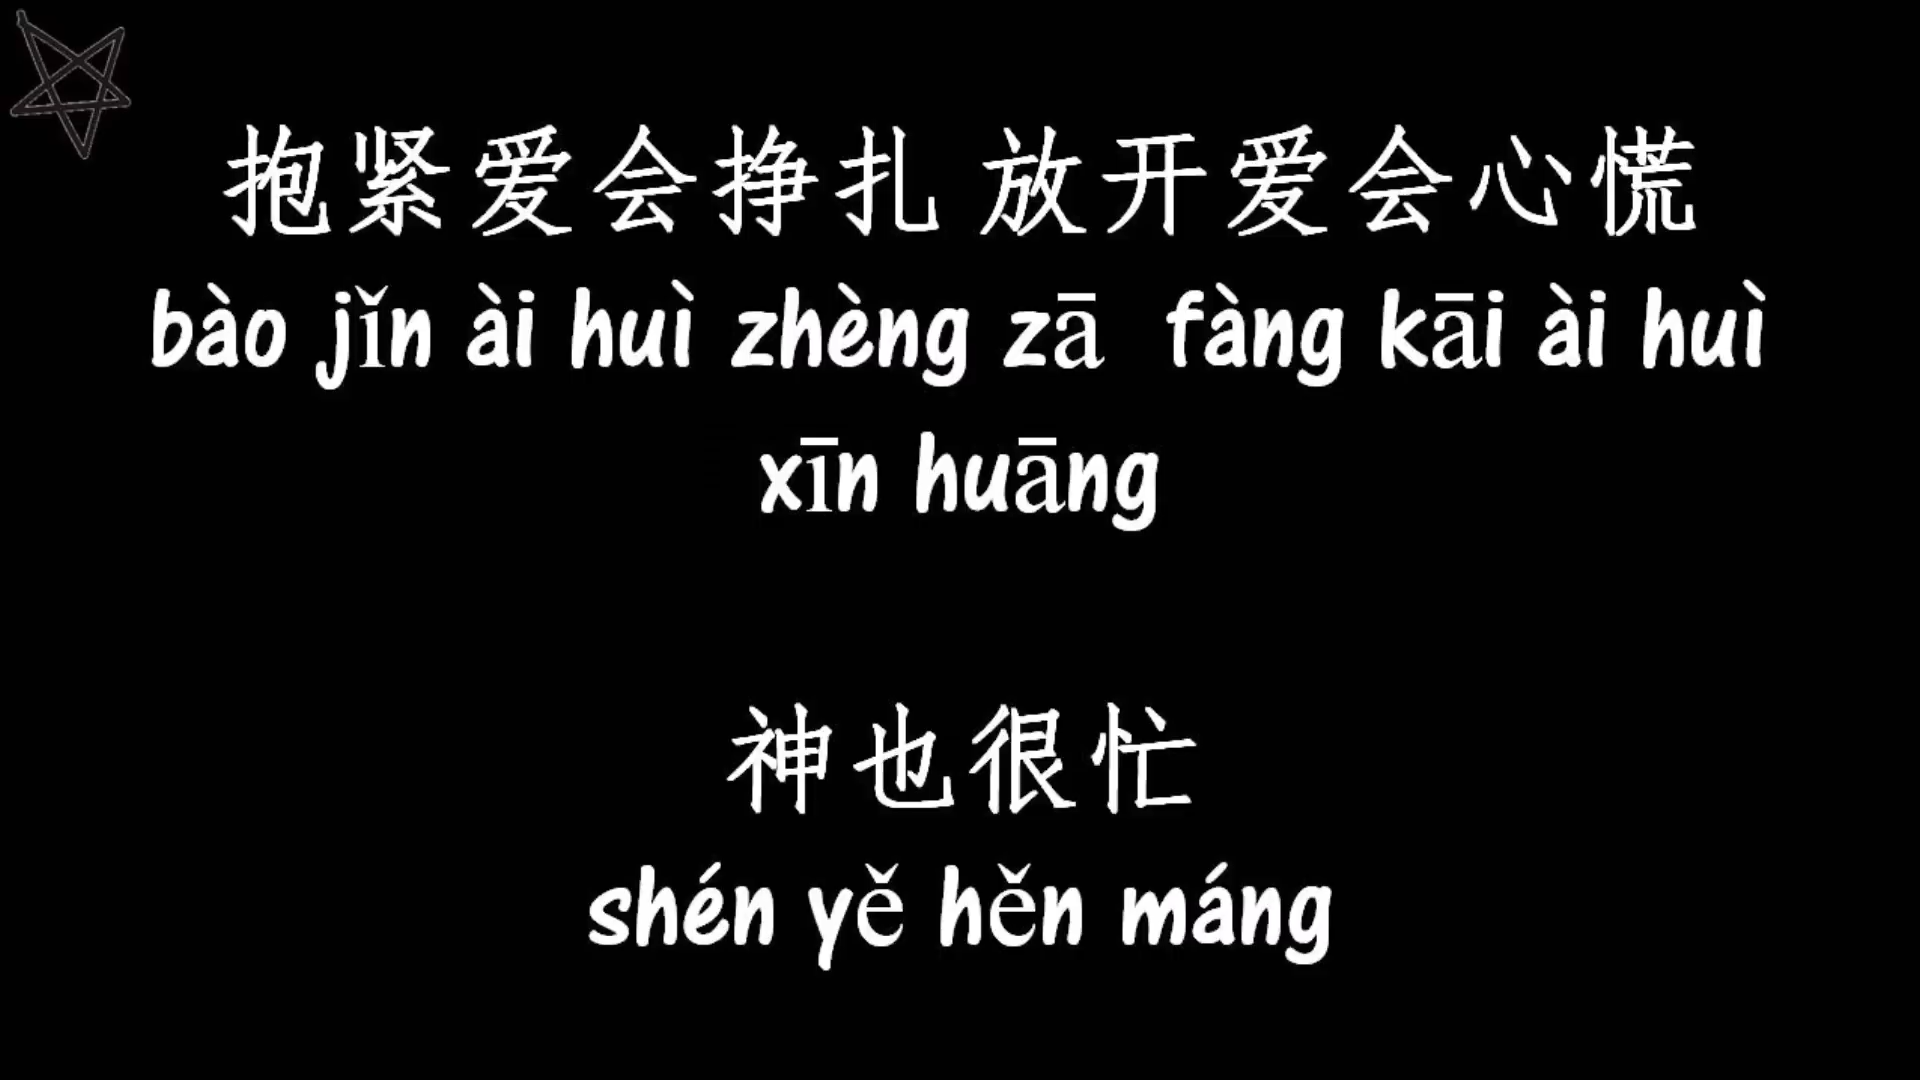 抱紧爱会挣扎 放开爱会心慌
bào jǐn ài huì zhèng zā fàng kāi ài huì
xīn huāng
神也很忙
shén yě hěn máng